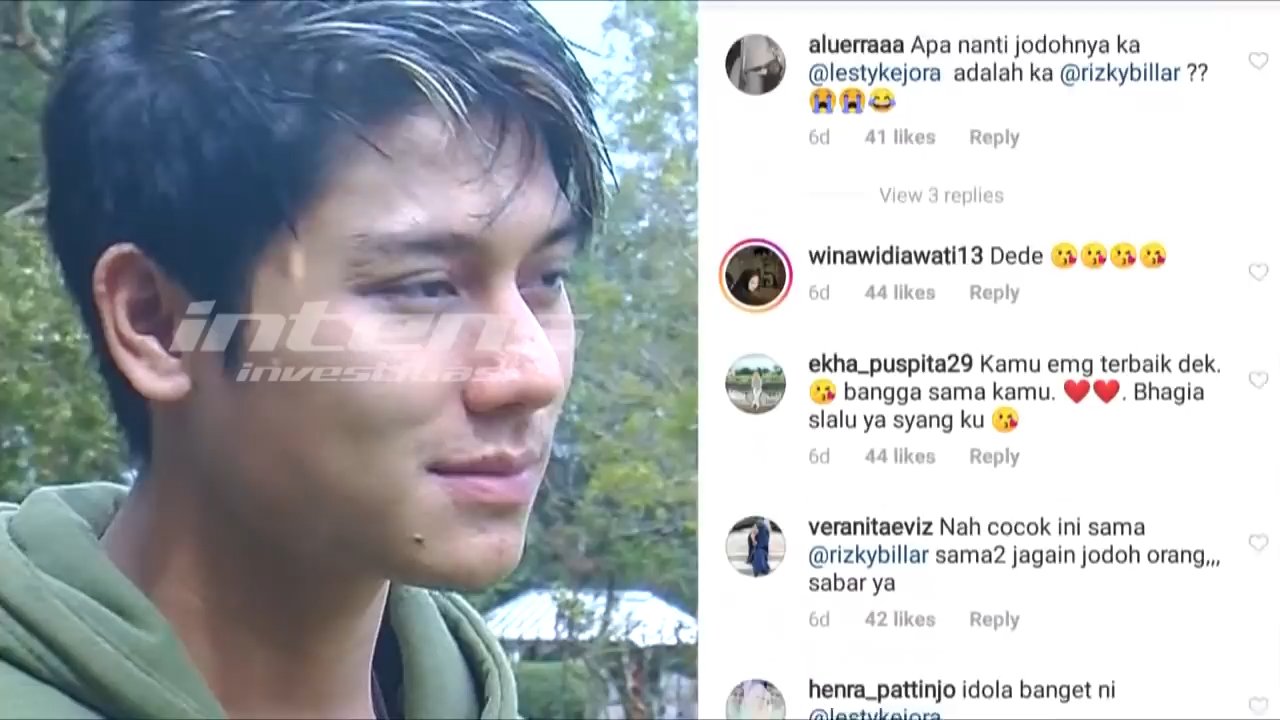 intens
investigasi
aluerraaa Apa nanti jodohnya ka
@lestykejora adalah ka @rizkybillar ??
😭😭😂
6d 41 likes Reply
View 3 replies
winawidiawati13 Dede 😘😘😘😘
6d 44 likes Reply
ekha_puspita29 Kamu emg terbaik dek.
😘 bangga sama kamu. ❤️❤️. Bhagia
slalu ya syang ku 😘
6d 44 likes Reply
veranitaeviz Nah cocok ini sama
@rizkybillar sama2 jagain jodoh orang,,,
sabar ya
6d 42 likes Reply
henra_pattinjo idola banget ni
@lestykejora